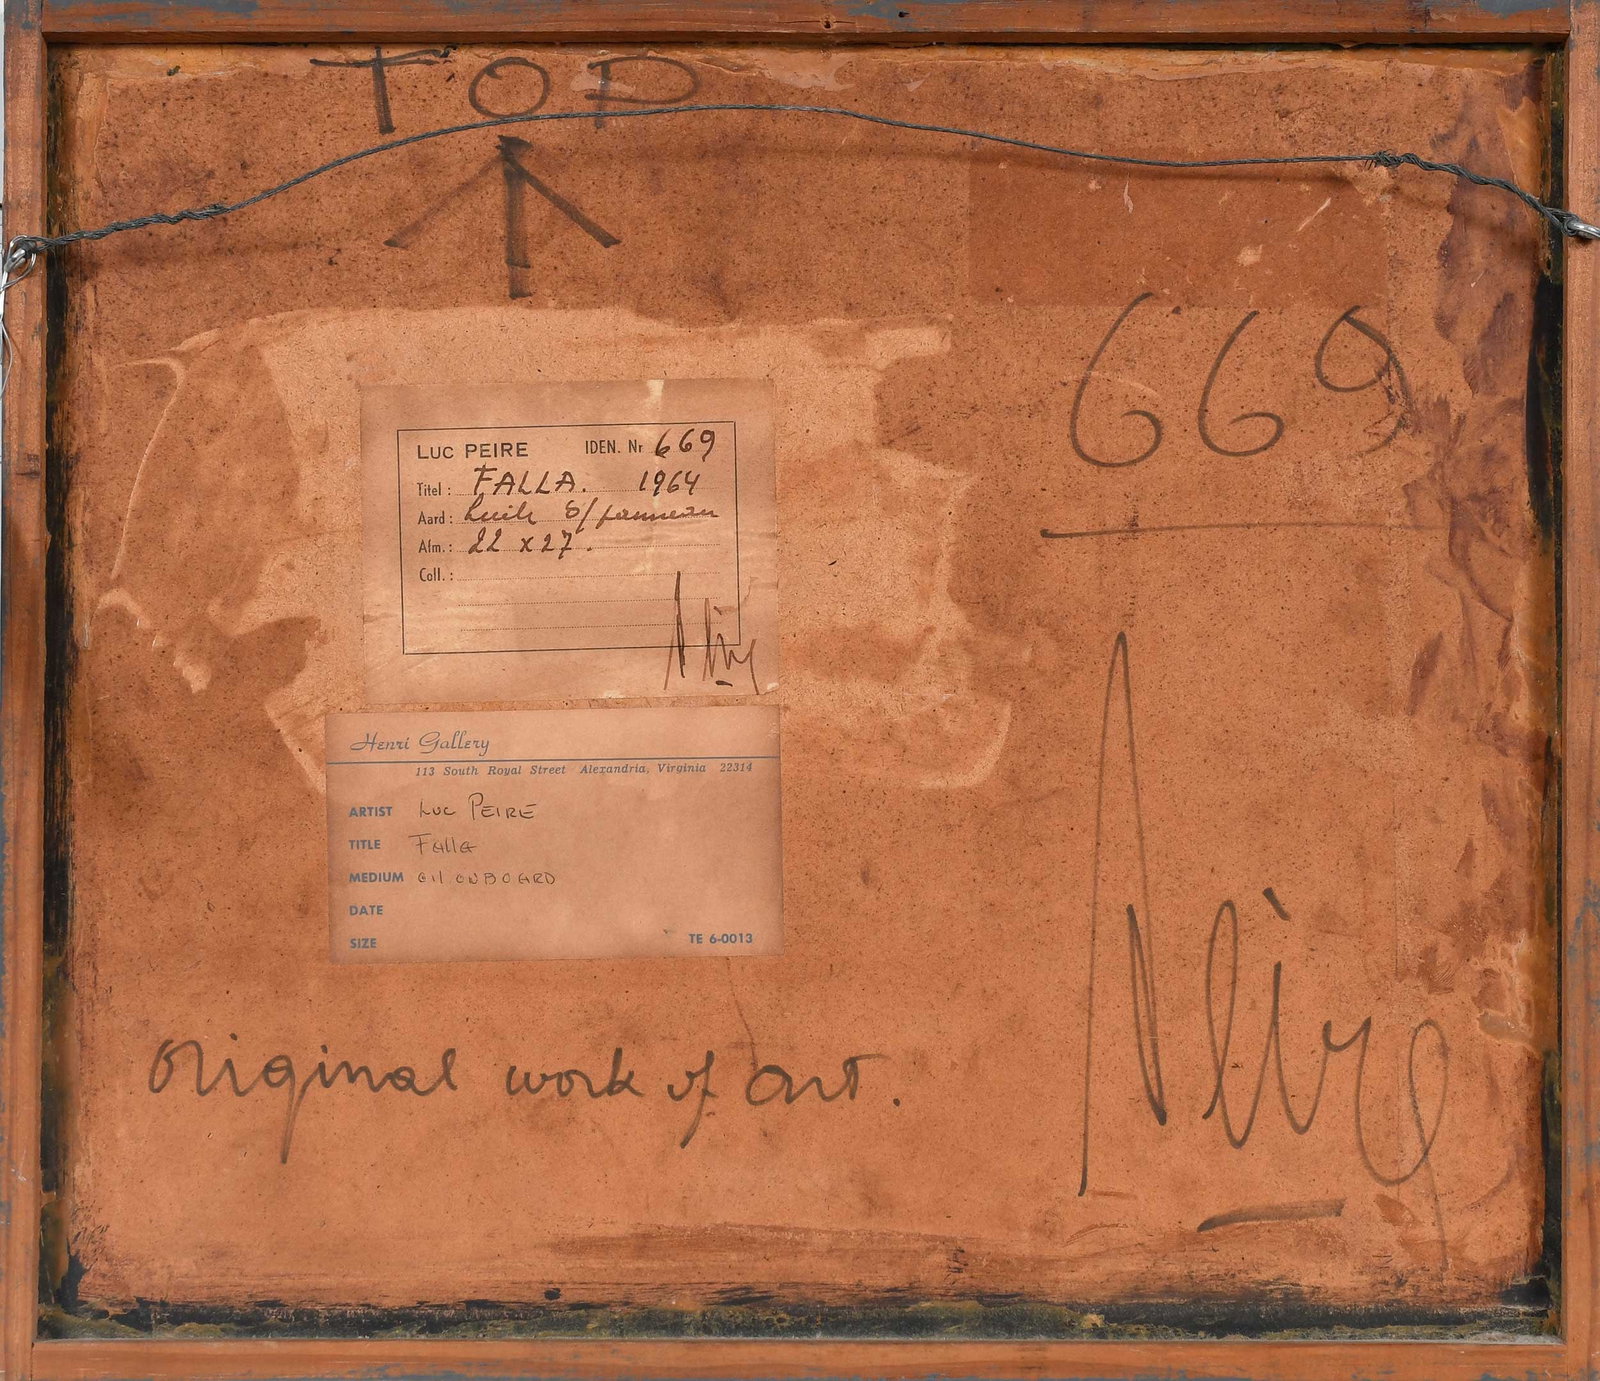 TOP
669
LUC PEIRE IDEN. Nr 669
Titel : FALLA. 1964
Aard : huile s/panneau
Afm. : 22 x 27.
Coll. :
Henri Gallery
113 South Royal Street Alexandria, Virginia 22314
ARTIST LUC PEIRE
TITLE Falla
MEDIUM Oil ON BOARD
DATE
SIZE
TE 6-0013
Original work of art.